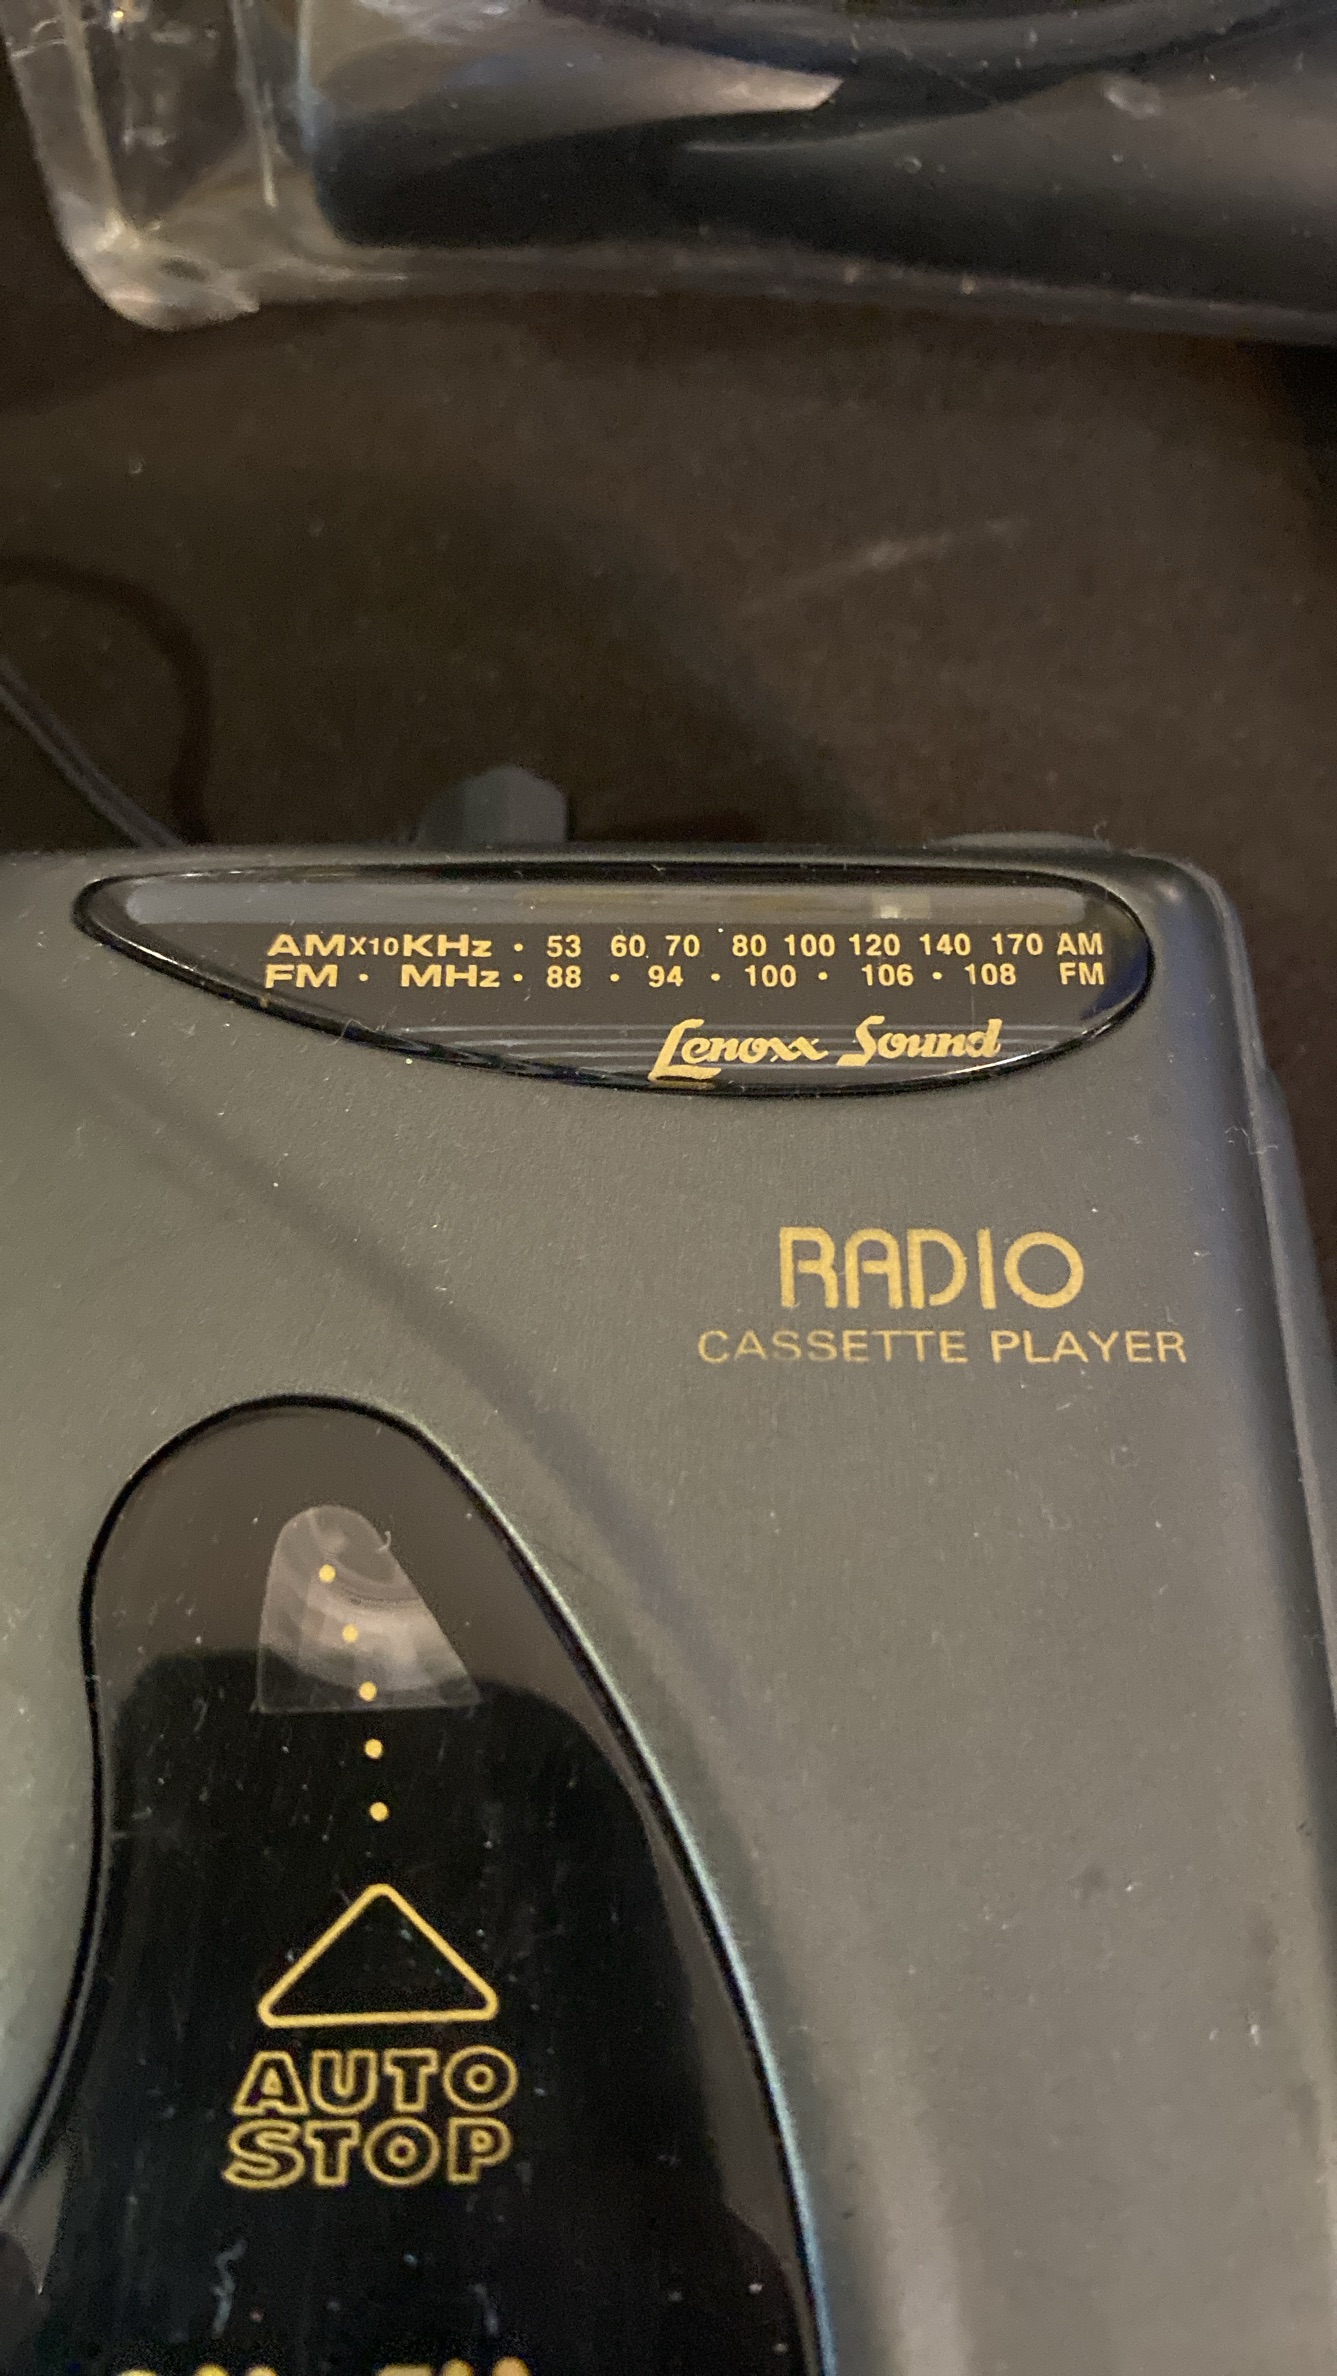 AMX10KHz · 53 60 70 80 100 120 140 170 AM
FM · MHz · 88 · 94 · 100 · 106 · 108 FM
Lenoxx Sound
RADIO
CASSETTE PLAYER
AUTO
STOP